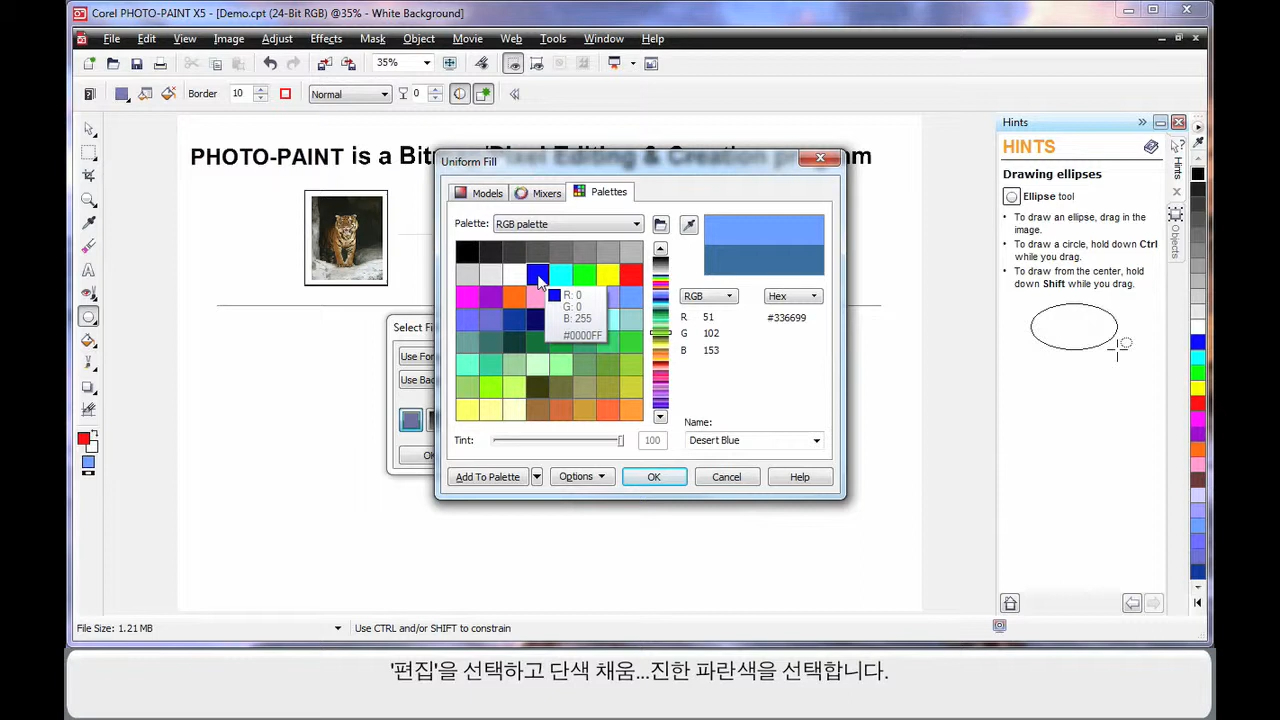 Corel PHOTO-PAINT X5 - [Demo.cpt (24-Bit RGB) @35% - White Background]
File Edit View Image Adjust Effects Mask Object Movie Web Tools Window Help
35%
Border 10 Normal 0
PHOTO-PAINT is a Bit /Pixel Editing & Creation pr m
Uniform Fill
Models Mixers Palettes
Palette: RGB palette
R: 0
G: 0
B: 255
#0000FF
RGB Hex
R 51 #336699
G 102
B 153
Name:
Tint: 100 Desert Blue
Add To Palette Options OK Cancel Help
Select Fi
Use For
Use Bac
OK
Hints
HINTS
Drawing ellipses
Ellipse tool
• To draw an ellipse, drag in the
image.
• To draw a circle, hold down Ctrl
while you drag.
• To draw from the center, hold
down Shift while you drag.
Hints
Objects
File Size: 1.21 MB Use CTRL and/or SHIFT to constrain
'편집'을 선택하고 단색 채움...진한 파란색을 선택합니다.